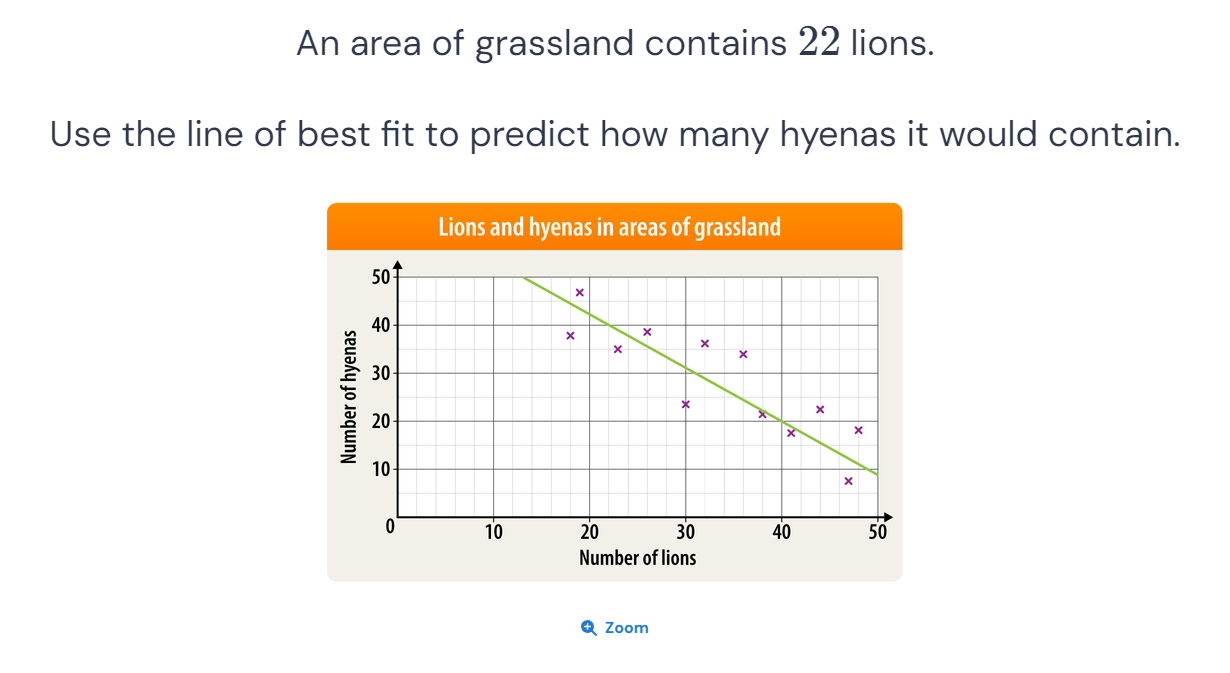 An area of grassland contains 22 lions.
Use the line of best fit to predict how many hyenas it would contain.
Lions and hyenas in areas of grassland
Number of hyenas
50
40
30
20
10
0
10 20 30 40 50
Number of lions
Zoom